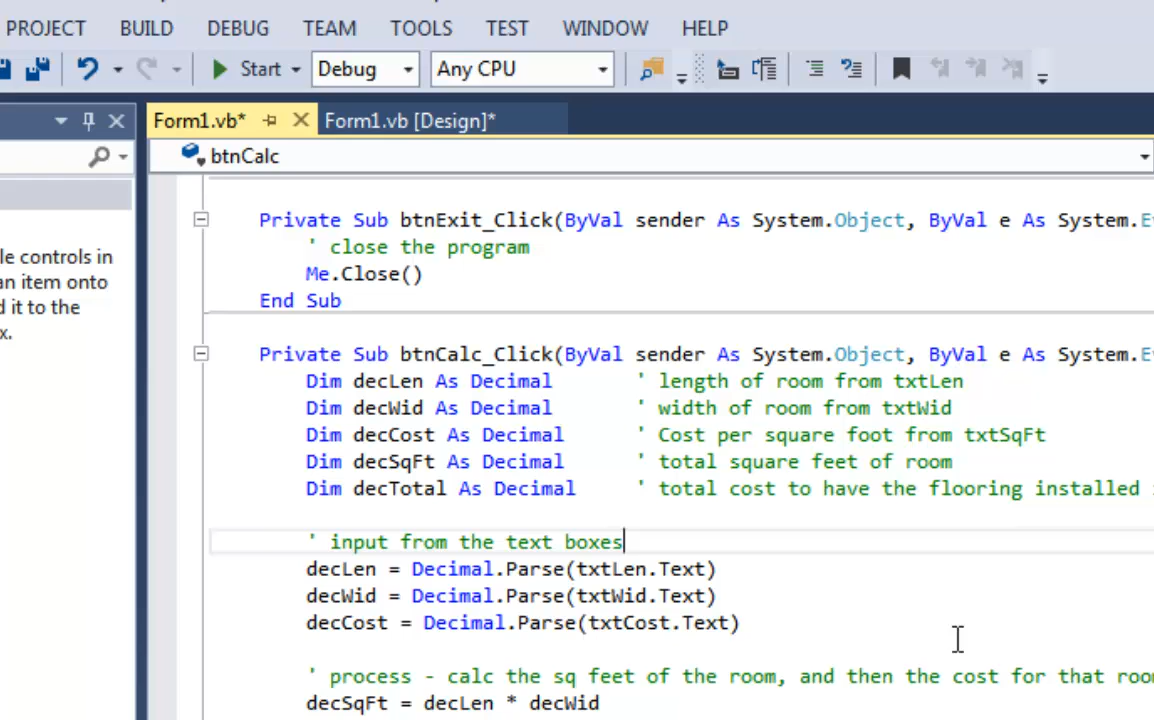 PROJECT BUILD DEBUG TEAM TOOLS TEST WINDOW HELP
Start Debug Any CPU
Form1.vb* Form1.vb [Design]*
btnCalc
le controls in
an item onto
d it to the
x.
Private Sub btnExit_Click(ByVal sender As System.Object, ByVal e As System.E
' close the program
Me.Close()
End Sub
Private Sub btnCalc_Click(ByVal sender As System.Object, ByVal e As System.E
Dim decLen As Decimal ' length of room from txtLen
Dim decWid As Decimal ' width of room from txtWid
Dim decCost As Decimal ' Cost per square foot from txtSqFt
Dim decSqFt As Decimal ' total square feet of room
Dim decTotal As Decimal ' total cost to have the flooring installed
' input from the text boxes
decLen = Decimal.Parse(txtLen.Text)
decWid = Decimal.Parse(txtWid.Text)
decCost = Decimal.Parse(txtCost.Text)
' process - calc the sq feet of the room, and then the cost for that roo
decSqFt = decLen * decWid